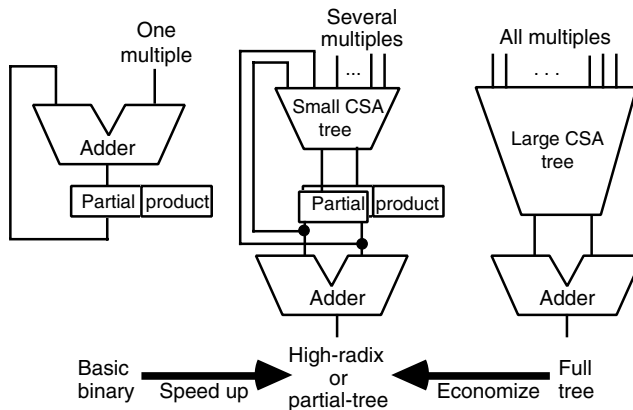 One
multiple
Adder
Partial product
Several
multiples
...
Small CSA
tree
Partial product
Adder
All multiples
. . .
Large CSA
tree
Adder
Basic
binary
Speed up
High-radix
or
partial-tree
Economize
Full
tree